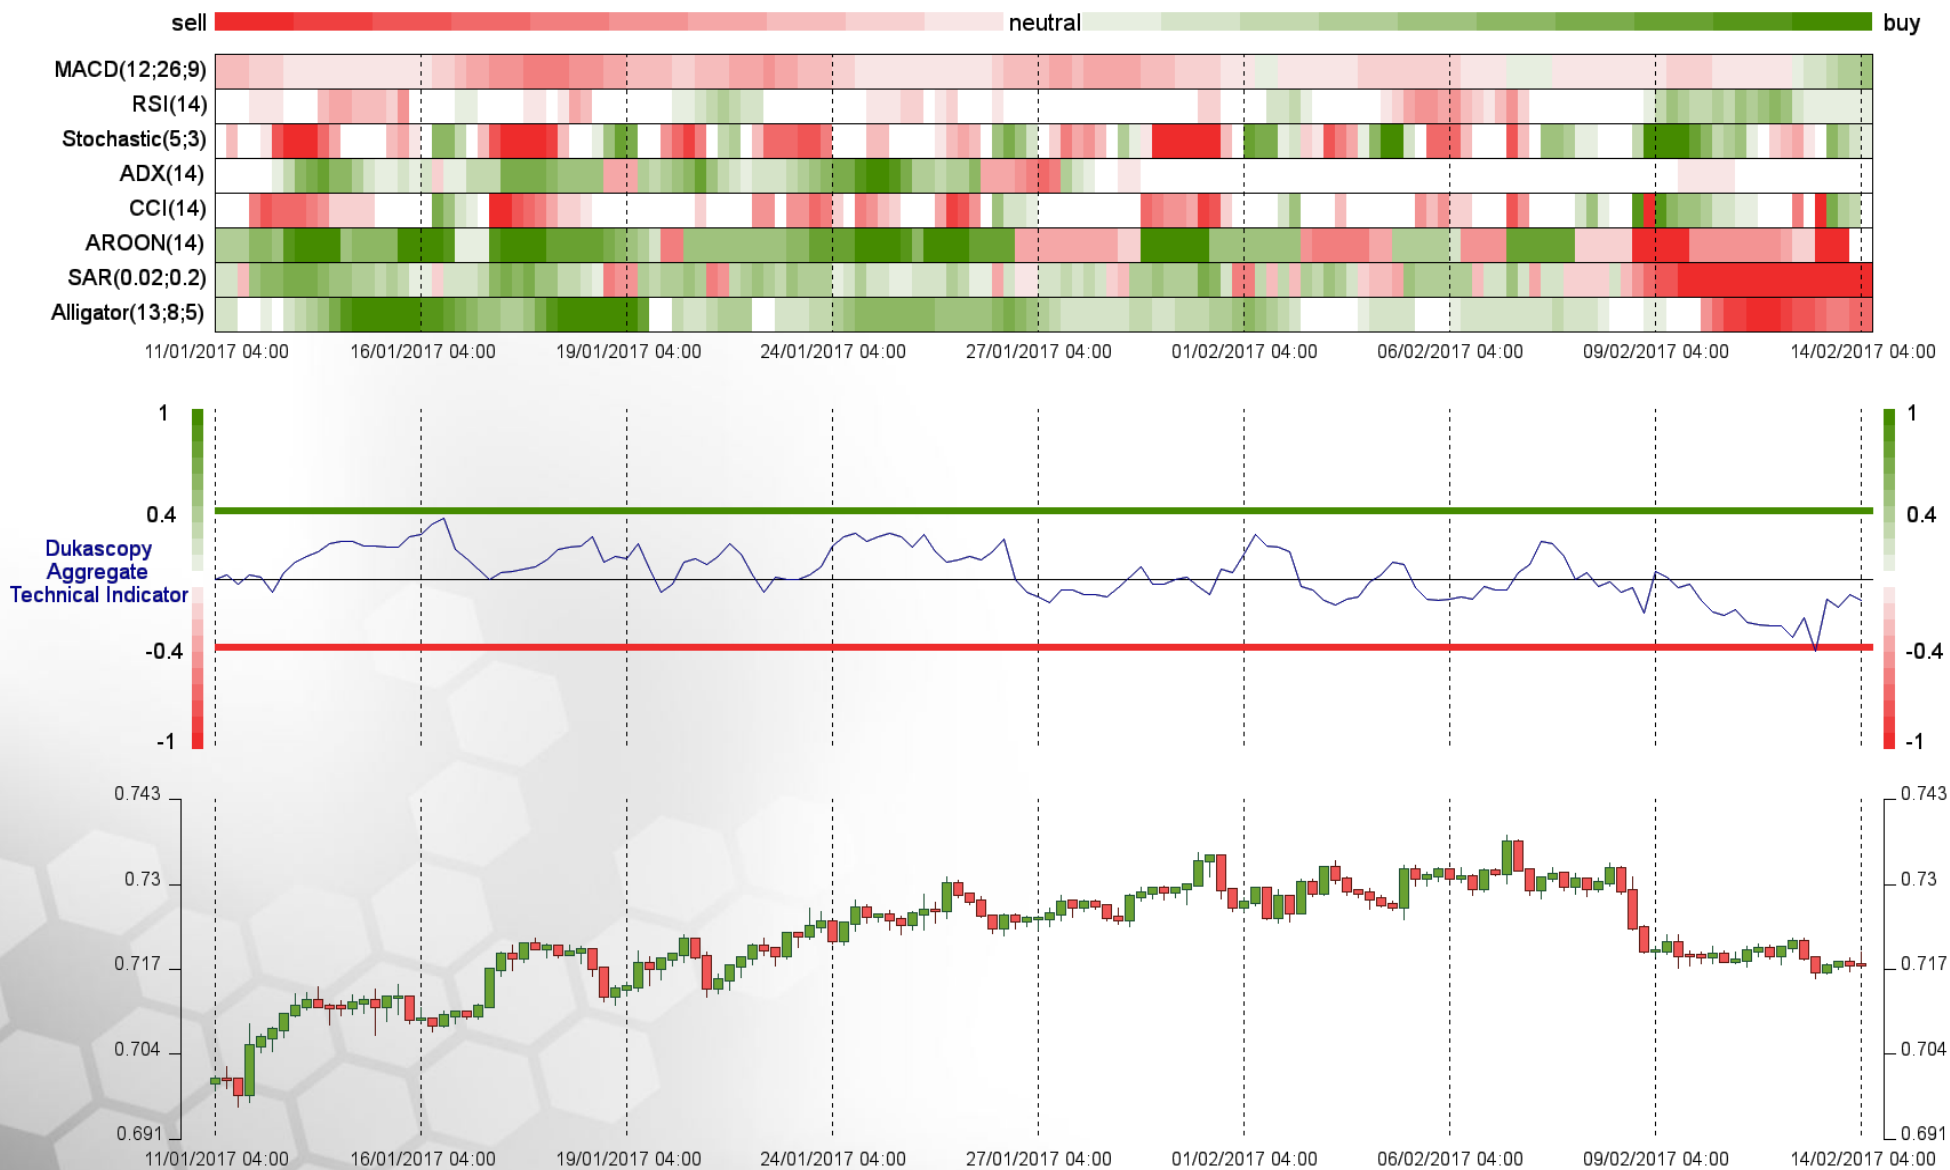 sell neutral buy
MACD(12;26;9)
RSI(14)
Stochastic(5;3)
ADX(14)
CCI(14)
AROON(14)
SAR(0.02;0.2)
Alligator(13;8;5)
11/01/2017 04:00 16/01/2017 04:00 19/01/2017 04:00 24/01/2017 04:00 27/01/2017 04:00 01/02/2017 04:00 06/02/2017 04:00 09/02/2017 04:00 14/02/2017 04:00
1 1
0.4 0.4
Dukascopy
Aggregate
Technical Indicator
-0.4 -0.4
-1 -1
0.743 0.743
0.73 0.73
0.717 0.717
0.704 0.704
0.691 0.691
11/01/2017 04:00 16/01/2017 04:00 19/01/2017 04:00 24/01/2017 04:00 27/01/2017 04:00 01/02/2017 04:00 06/02/2017 04:00 09/02/2017 04:00 14/02/2017 04:00